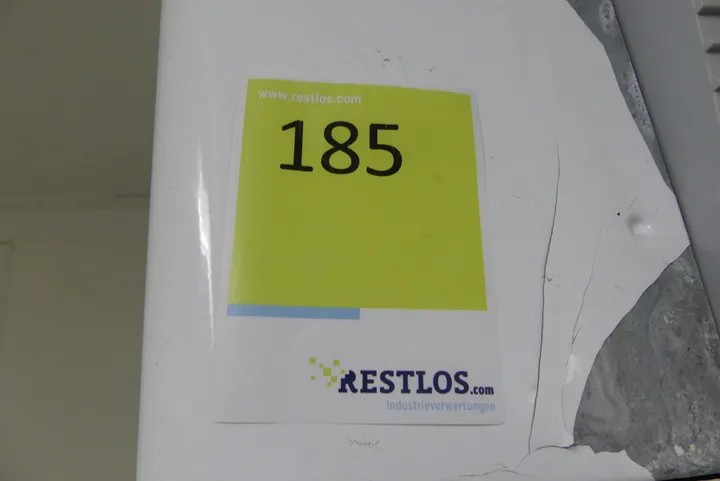 www.restlos.com
185
RESTLOS.com
Industrieverwertungen